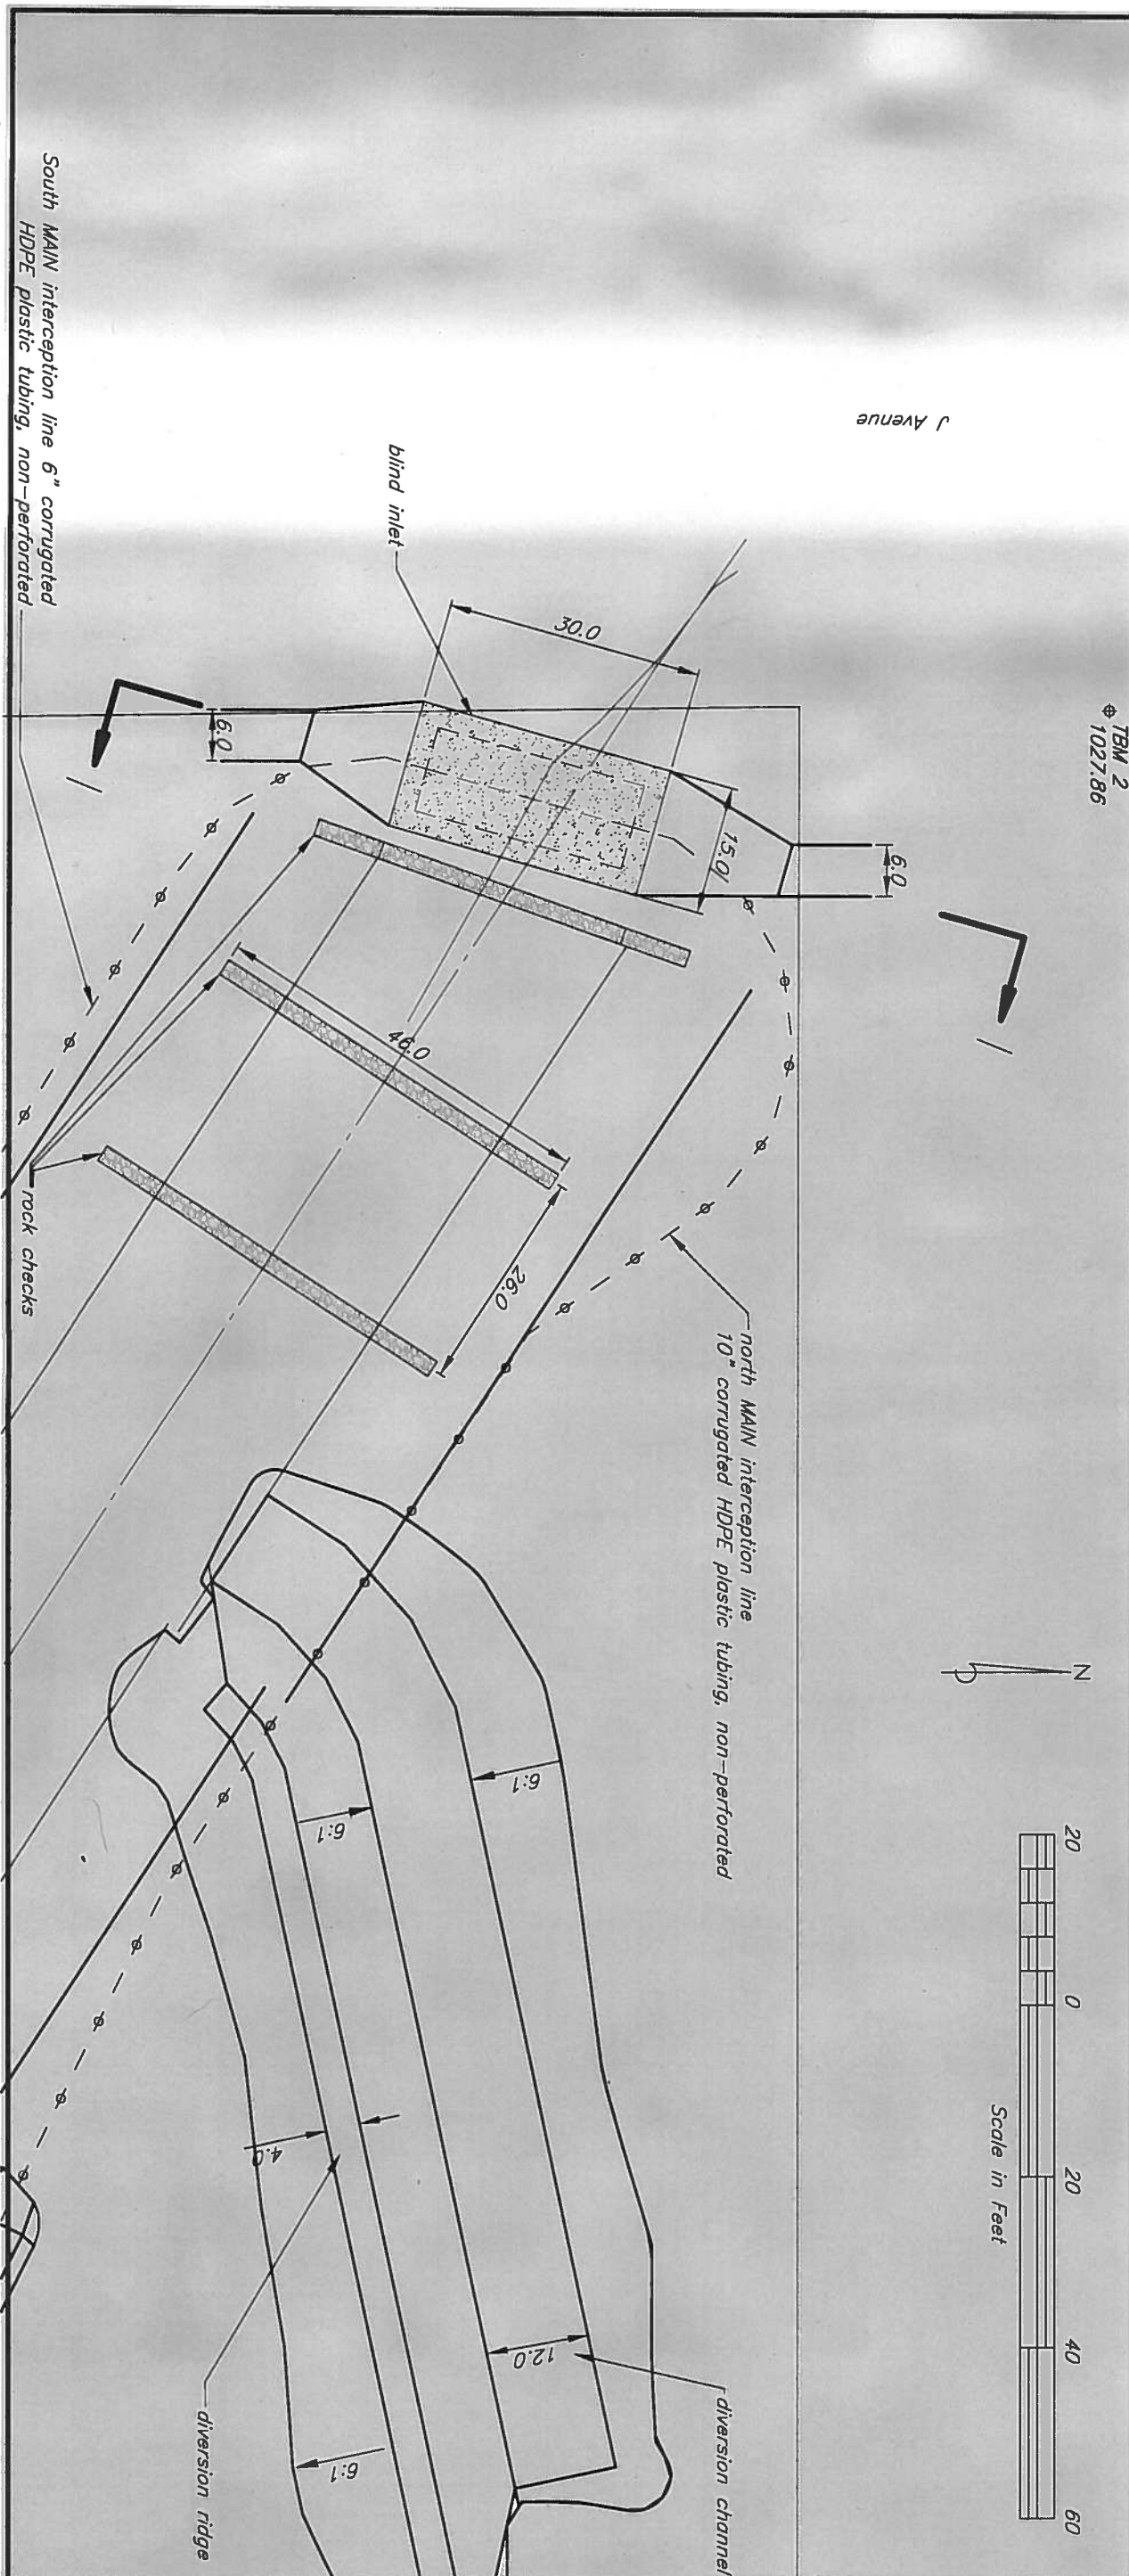 J Avenue
TBM 2
1027.86
South MAIN interception line 6" corrugated
HDPE plastic tubing, non-perforated
blind inlet
30.0
6.0
15.0
6.0
46.0
26.0
rock checks
north MAIN interception line
10" corrugated HDPE plastic tubing, non-perforated
N
20 0 20 40 60
Scale in Feet
6:1
6:1
4.0
12.0
6:1
diversion channel
diversion ridge
I
I